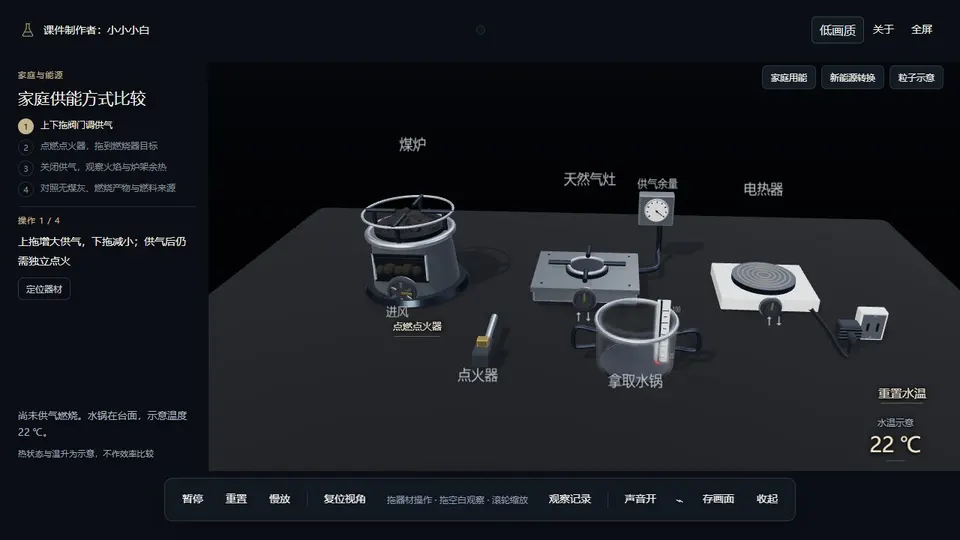 课件制作者：小小小白
低画质
关于
全屏
家庭与能源
家庭供能方式比较
1 上下拖阀门调供气
2 点燃点火器，拖到燃烧器目标
3 关闭供气，观察火焰与炉架余热
4 对照无煤灰、燃烧产物与燃料来源
操作 1 / 4
上拖增大供气，下拖减小；供气后仍
需独立点火
定位器材
尚未供气燃烧。水锅在台面，示意温度
22 ℃。
热状态与温升为示意，不作效率比较
家庭用能
新能源转换
粒子示意
煤炉
天然气灶
供气余量
电热器
进风
点燃点火器
点火器
拿取水锅
重置水温
水温示意
22 ℃
暂停
重置
慢放
复位视角
拖器材操作 · 拖空白观察 · 滚轮缩放
观察记录
声音开
存画面
收起